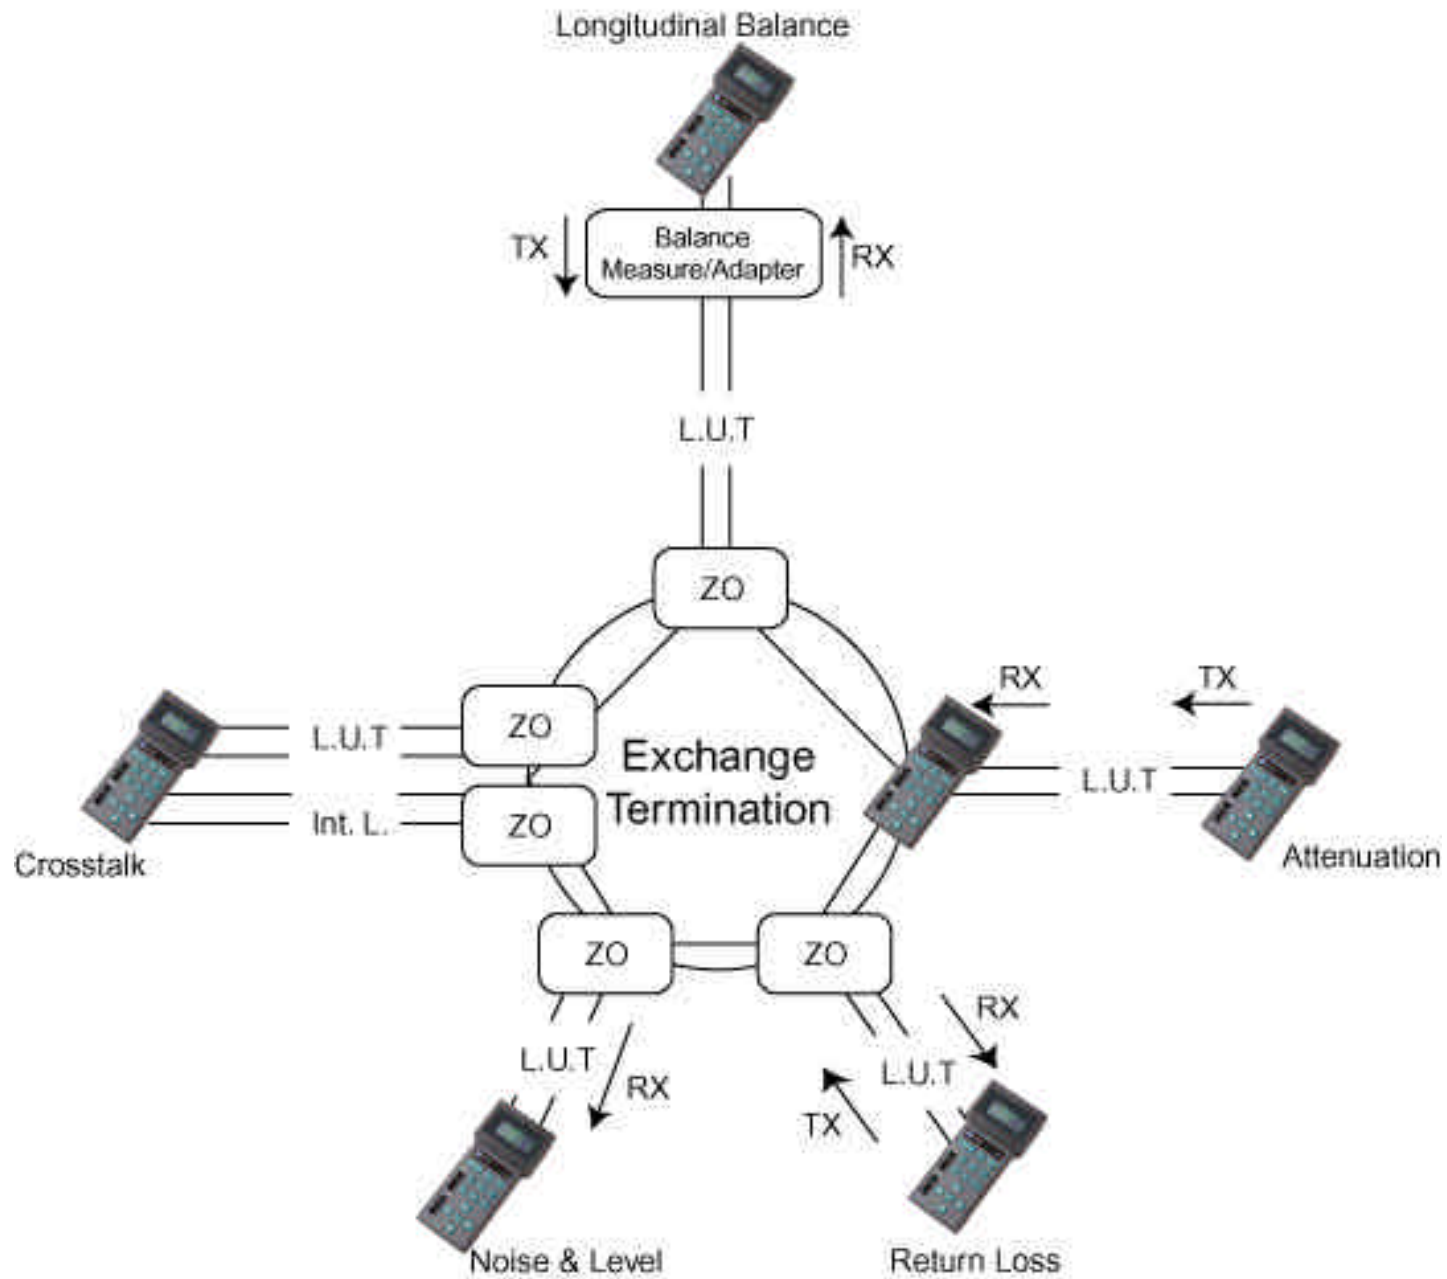 Longitudinal Balance
TX
Balance
Measure/Adapter
RX
L.U.T
ZO
RX
TX
ZO
L.U.T
Exchange
Termination
L.U.T
ZO
Int. L.
Crosstalk
Attenuation
ZO
ZO
L.U.T
RX
RX
L.U.T
TX
Noise & Level
Return Loss